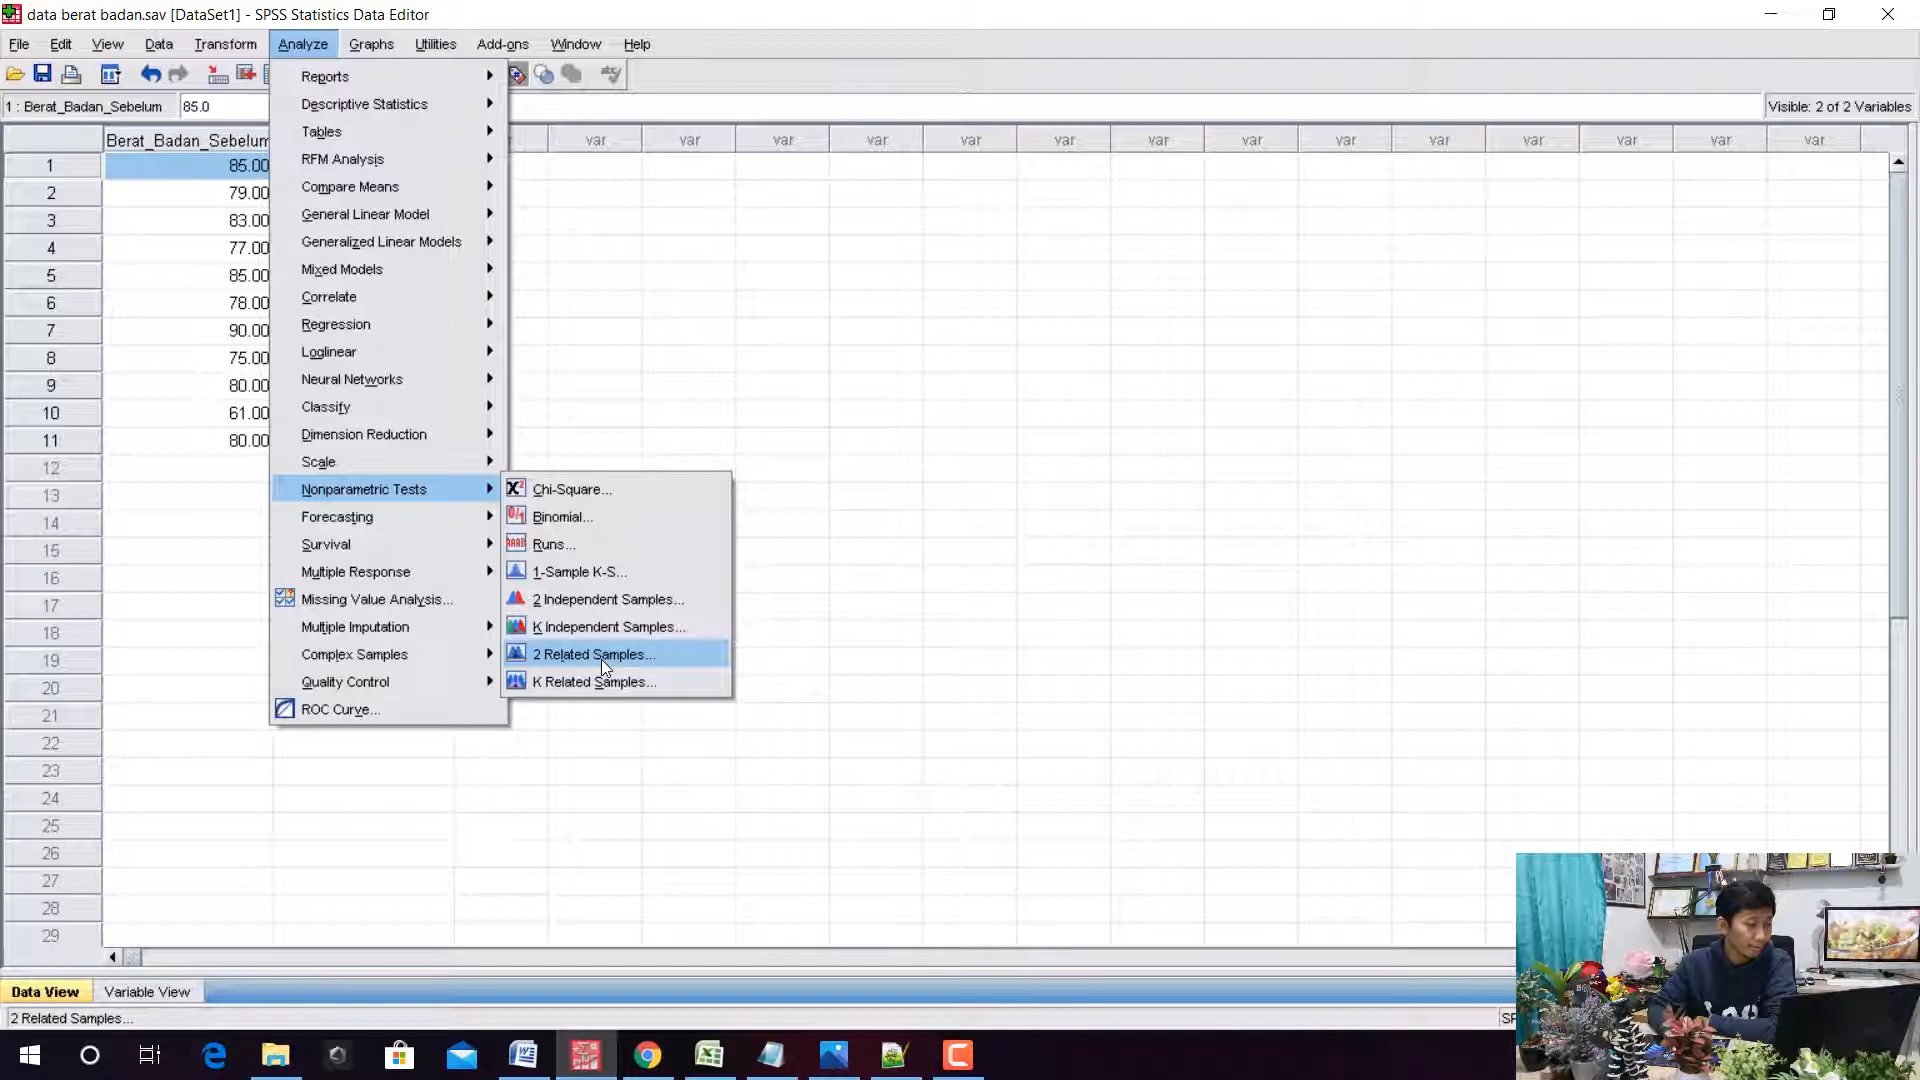 data berat badan.sav [DataSet1] - SPSS Statistics Data Editor
File Edit View Data Transform Analyze Graphs Utilities Add-ons Window Help
1 : Berat_Badan_Sebelum 85.0 Visible: 2 of 2 Variables
Berat_Badan_Sebelum var var var var var var var var var var var var var var
1 85.00
2 79.00
3 83.00
4 77.00
5 85.00
6 78.00
7 90.00
8 75.00
9 80.00
10 61.00
11 80.00
12
13
14
15
16
17
18
19
20
21
22
23
24
25
26
27
28
29
Reports
Descriptive Statistics
Tables
RFM Analysis
Compare Means
General Linear Model
Generalized Linear Models
Mixed Models
Correlate
Regression
Loglinear
Neural Networks
Classify
Dimension Reduction
Scale
Nonparametric Tests
Forecasting
Survival
Multiple Response
Missing Value Analysis...
Multiple Imputation
Complex Samples
Quality Control
ROC Curve...
Chi-Square...
Binomial...
Runs...
1-Sample K-S...
2 Independent Samples...
K Independent Samples...
2 Related Samples...
K Related Samples...
Data View Variable View
2 Related Samples... SP